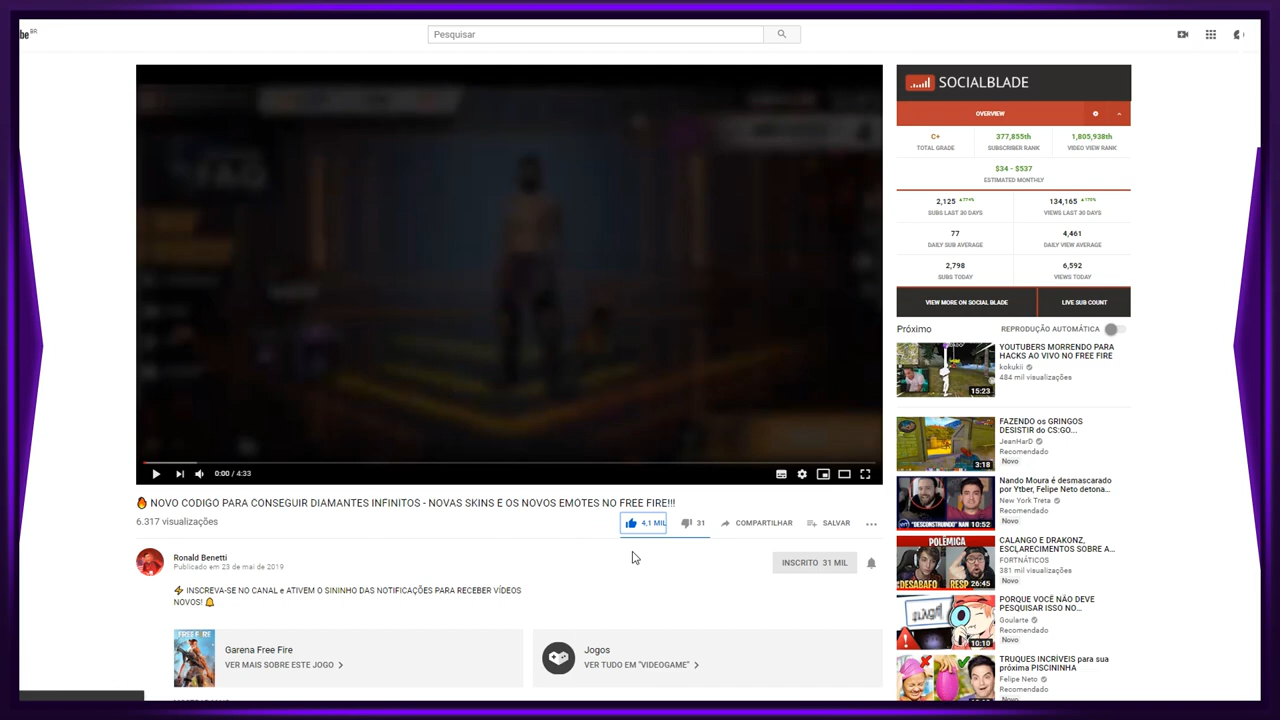 be BR
Pesquisar
SOCIALBLADE
OVERVIEW
C+
TOTAL GRADE
377,855th
SUBSCRIBER RANK
1,805,938th
VIDEO VIEW RANK
$34 - $537
ESTIMATED MONTHLY
2,125
SUBS LAST 30 DAYS
134,165
VIEWS LAST 30 DAYS
77
DAILY SUB AVERAGE
4,461
DAILY VIEW AVERAGE
2,798
SUBS TODAY
6,592
VIEWS TODAY
VIEW MORE ON SOCIAL BLADE
LIVE SUB COUNT
Próximo
REPRODUÇÃO AUTOMÁTICA
YOUTUBERS MORRENDO PARA
HACKS AO VIVO NO FREE FIRE
kokukii
484 mil visualizações
15:23
FAZENDO os GRINGOS
DESISTIR do CS:GO...
JeanHarD
Recomendado
Novo
3:18
Nando Moura é desmascarado
por Ytber, Felipe Neto detona...
New York Treta
Recomendado
Novo
"DESCONSTRUINDO" NAN
10:52
CALANGO E DRAKONZ,
ESCLARECIMENTOS SOBRE A...
FORTNÁTICOS
381 mil visualizações
Novo
POLÊMICA
DESABAFO
RESP
26:45
PORQUE VOCÊ NÃO DEVE
PESQUISAR ISSO NO...
Goularte
Recomendado
Novo
10:10
TRUQUES INCRÍVEIS para sua
próxima PISCININHA
Felipe Neto
Recomendado
0:00 / 4:33
NOVO CODIGO PARA CODEGUIN E DIAMANTES INFINITOS - NOVAS SKINS E OS NOVOS EMOTES NO FREE FIRE!!!
6.317 visualizações
4,1 MIL
31
COMPARTILHAR
SALVAR
Ronald Benetti
Publicado em 23 de mai de 2019
INSCRITO 31 MIL
⚡ INSCREVA-SE NO CANAL e ATIVEM O SININHO DAS NOTIFICAÇÕES PARA RECEBER VÍDEOS
NOVOS! 🔔
FREE FIRE
Garena Free Fire
VER MAIS SOBRE ESTE JOGO
Jogos
VER TUDO EM "VIDEOGAME"